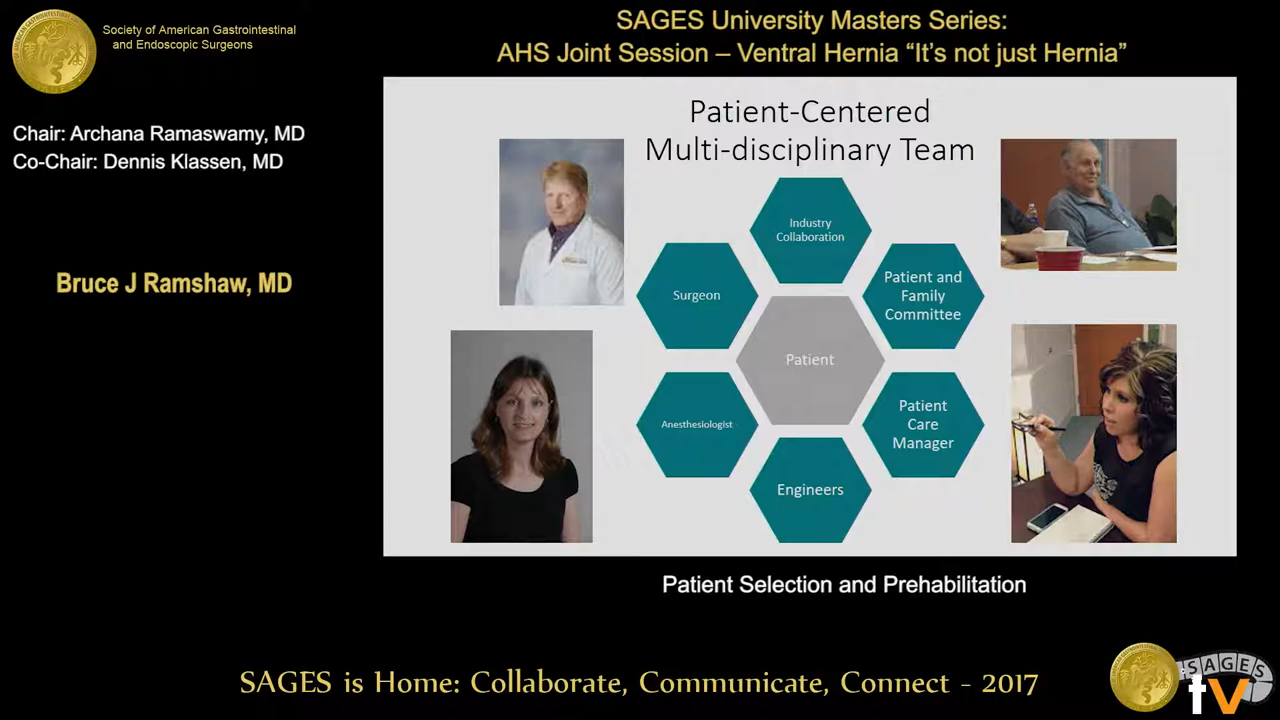 Society of American Gastrointestinal
and Endoscopic Surgeons
SAGES University Masters Series:
AHS Joint Session – Ventral Hernia “It’s not just Hernia”
Chair: Archana Ramaswamy, MD
Co-Chair: Dennis Klassen, MD
Bruce J Ramshaw, MD
Patient-Centered
Multi-disciplinary Team
Industry
Collaboration
Surgeon
Patient and
Family
Committee
Patient
Anesthesiologist
Patient
Care
Manager
Engineers
Patient Selection and Prehabilitation
SAGES is Home: Collaborate, Communicate, Connect - 2017
SAGES
tv